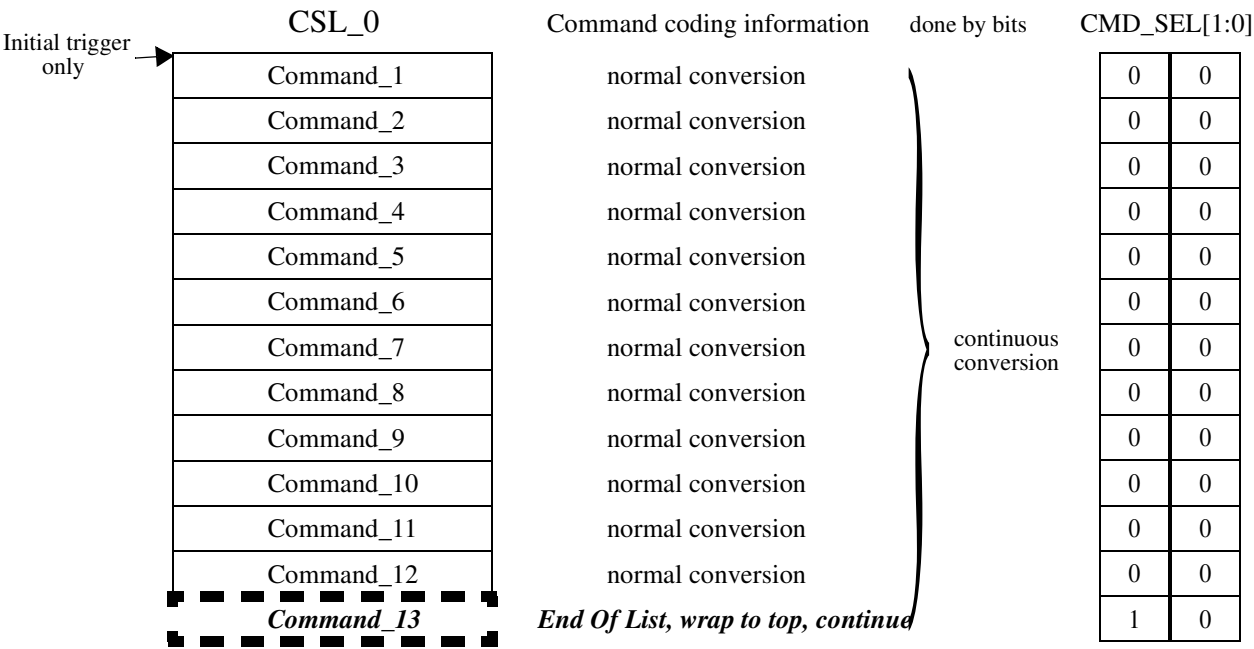 CSL_0 Command coding information done by bits CMD_SEL[1:0]
Initial trigger
only
Command_1 normal conversion 0 0
Command_2 normal conversion 0 0
Command_3 normal conversion 0 0
Command_4 normal conversion 0 0
Command_5 normal conversion 0 0
Command_6 normal conversion 0 0
Command_7 normal conversion 0 0
continuous
conversion
Command_8 normal conversion 0 0
Command_9 normal conversion 0 0
Command_10 normal conversion 0 0
Command_11 normal conversion 0 0
Command_12 normal conversion 0 0
Command_13 End Of List, wrap to top, continue 1 0